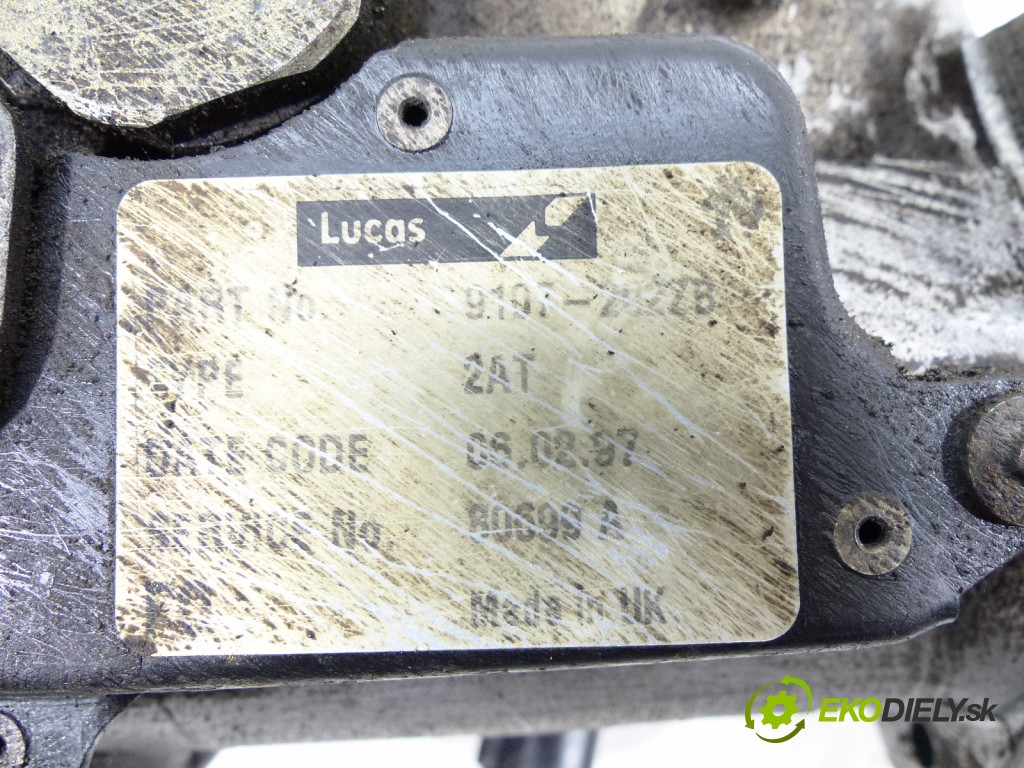 Lucas
PART No.
TYPE 2AT
DATE CODE 06.02.97
SERVICE No. A
Made in UK.
EKODIELY.sk